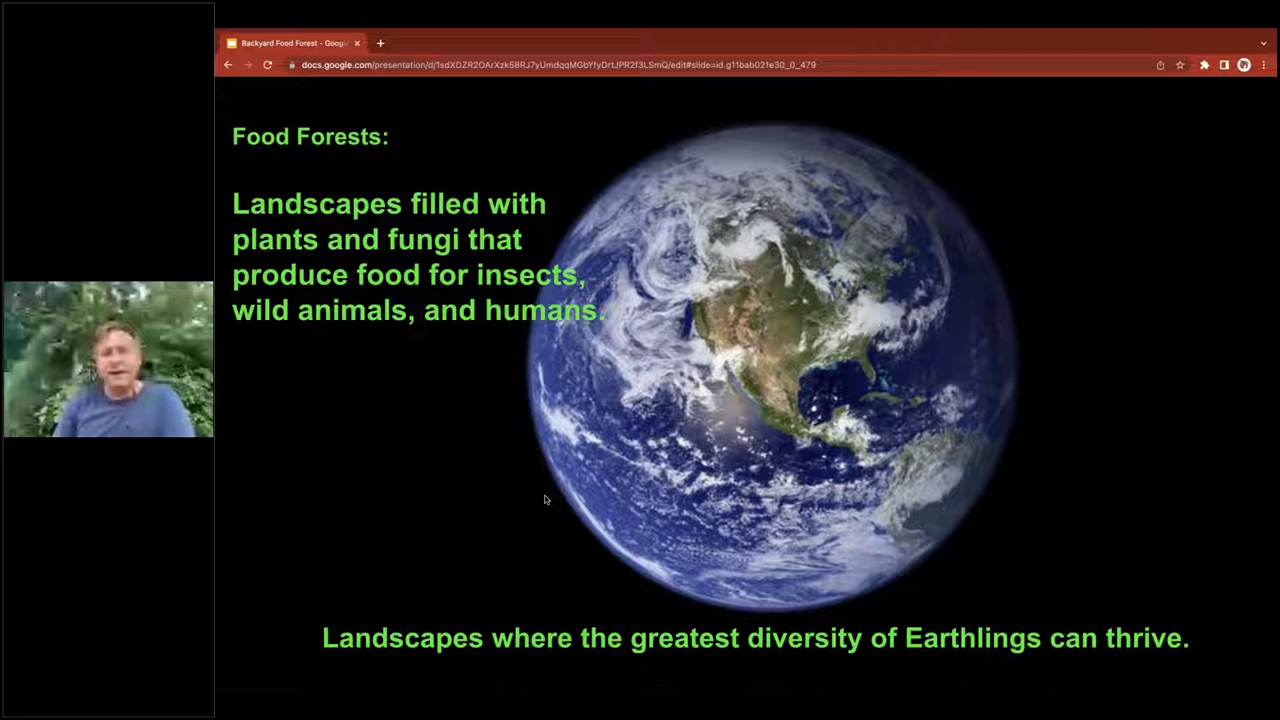 Backyard Food Forest - Googl
docs.google.com/presentation/d/1sdXDZR2OArXzk58RJ7yUmdqqMGbYfyDrtJPR2f3LSmQ/edit#slide=id.g11bab021e30_0_479
Food Forests:
Landscapes filled with
plants and fungi that
produce food for insects,
wild animals, and humans.
Landscapes where the greatest diversity of Earthlings can thrive.